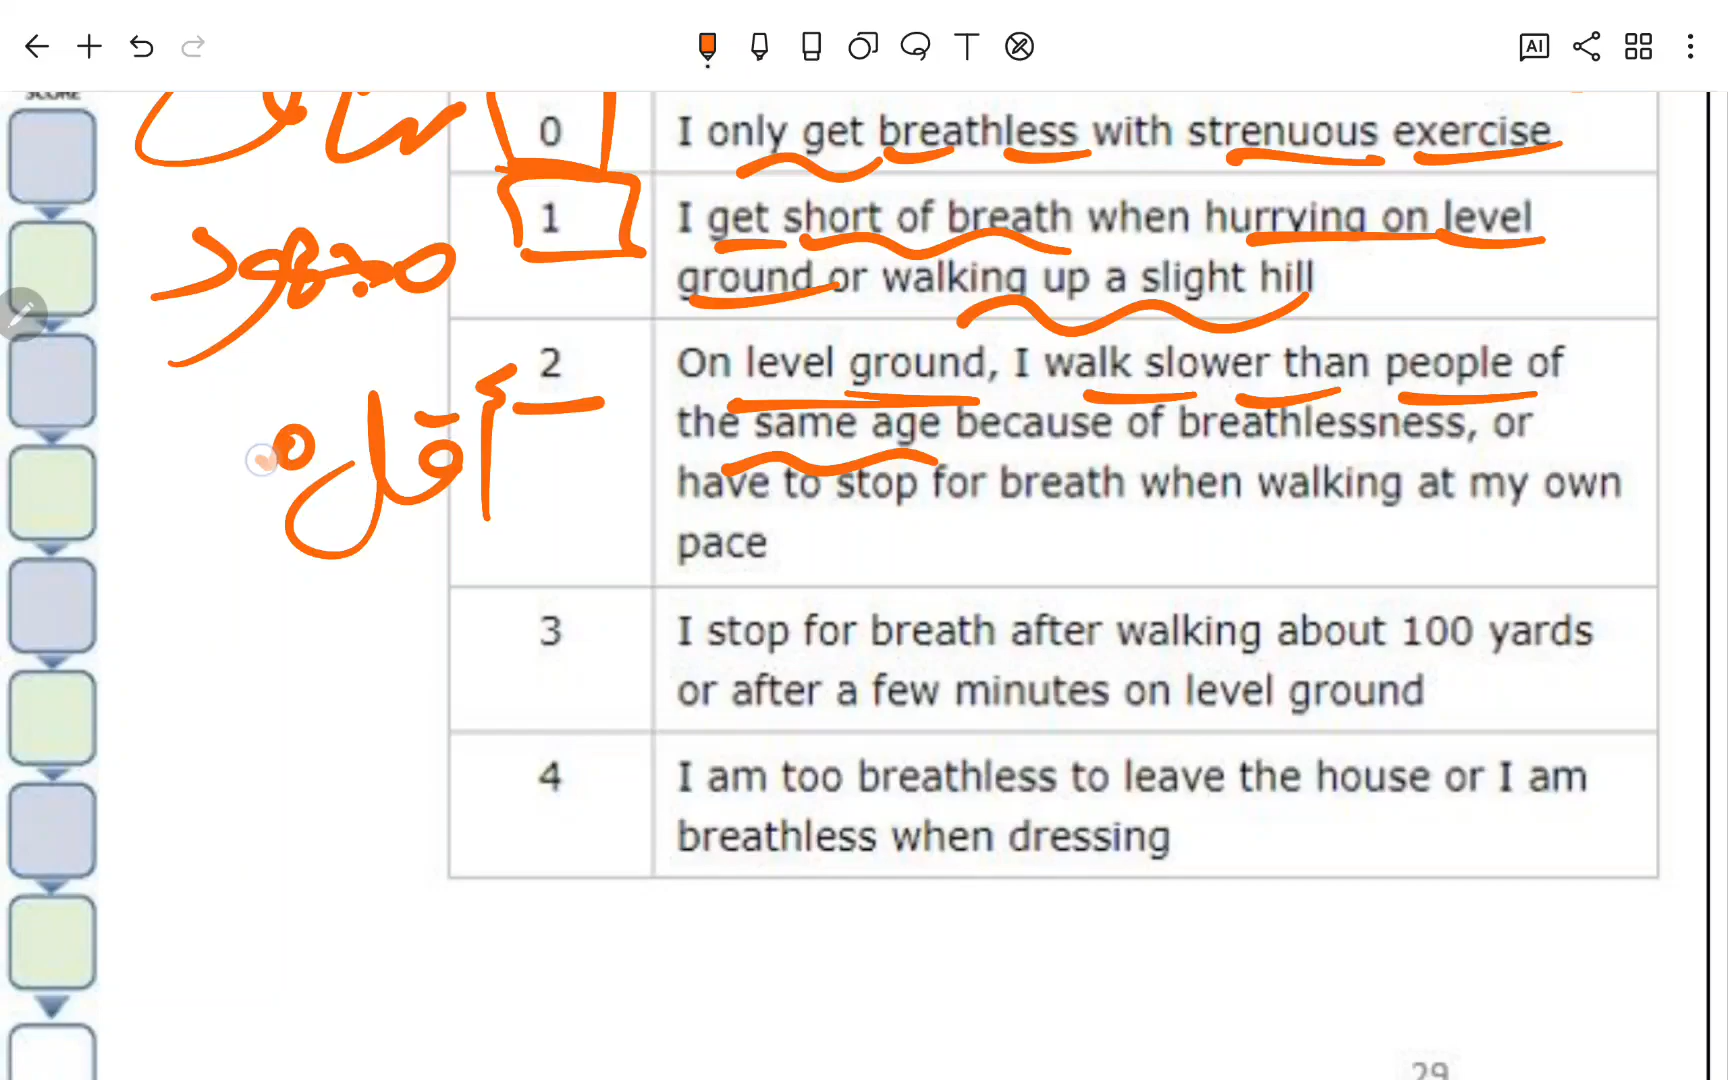 AI
SCORE
0 I only get breathless with strenuous exercise
1 I get short of breath when hurrying on level
ground or walking up a slight hill
مجهود
2 On level ground, I walk slower than people of
the same age because of breathlessness, or
have to stop for breath when walking at my own
pace
أقل
3 I stop for breath after walking about 100 yards
or after a few minutes on level ground
4 I am too breathless to leave the house or I am
breathless when dressing
29